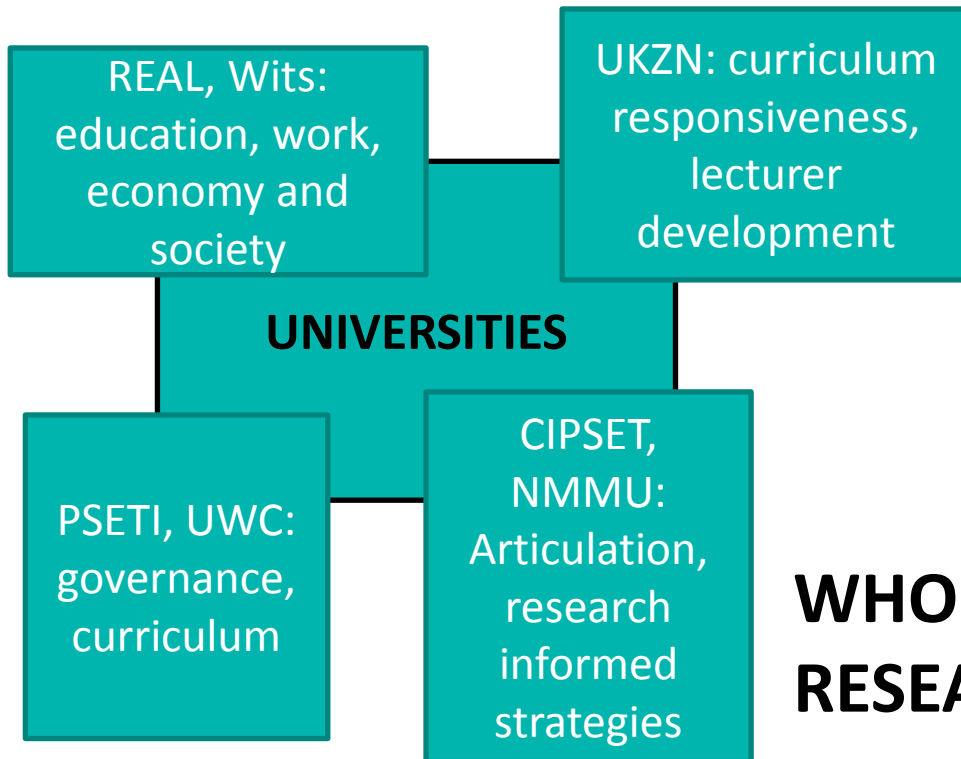 REAL, Wits:
education, work,
economy and
society
UKZN: curriculum
responsiveness,
lecturer
development
UNIVERSITIES
PSETI, UWC:
governance,
curriculum
CIPSET,
NMMU:
Articulation,
research
informed
strategies
WHO